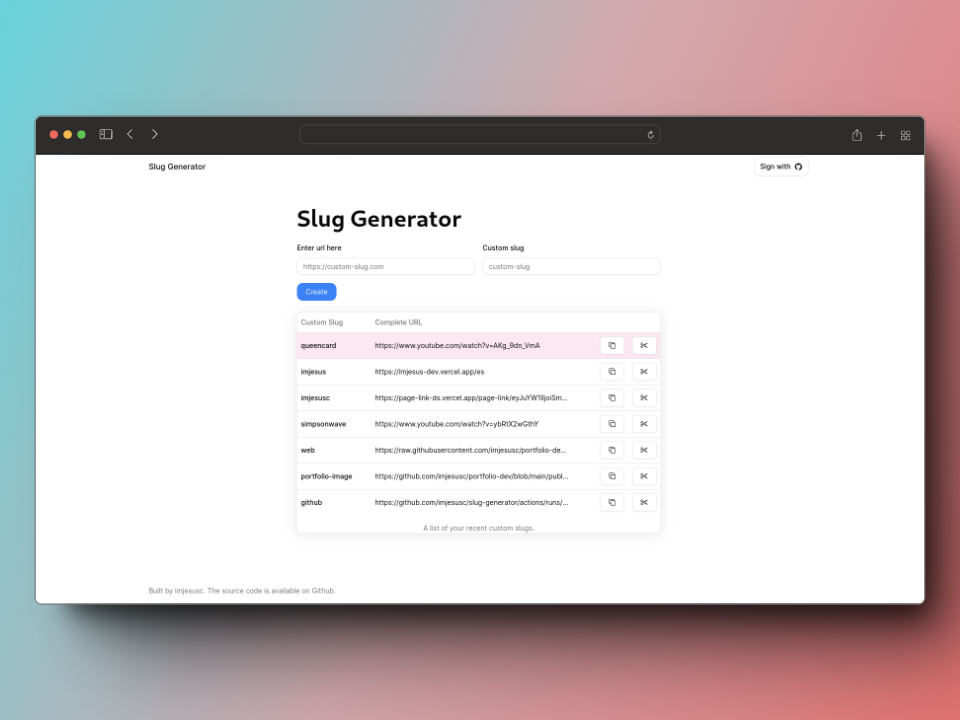 Slug Generator
Sign with
Slug Generator
Enter url here
Custom slug
https://custom-slug.com
custom-slug
Create
Custom Slug Complete URL
queencard https://www.youtube.com/watch?v=AKg_9dn_VmA
imjesus https://imjesus-dev.vercel.app/es
imjesusc https://page-link-ds.vercel.app/page-link/eyJuYW1lIjoiSm...
simpsonwave https://www.youtube.com/watch?v=ybRtX2wGthY
web https://raw.githubusercontent.com/imjesusc/portfolio-de...
portfolio-image https://github.com/imjesusc/portfolio-dev/blob/main/publ...
github https://github.com/imjesusc/slug-generator/actions/runs/...
A list of your recent custom slugs.
Built by imjesusc. The source code is available on Github.